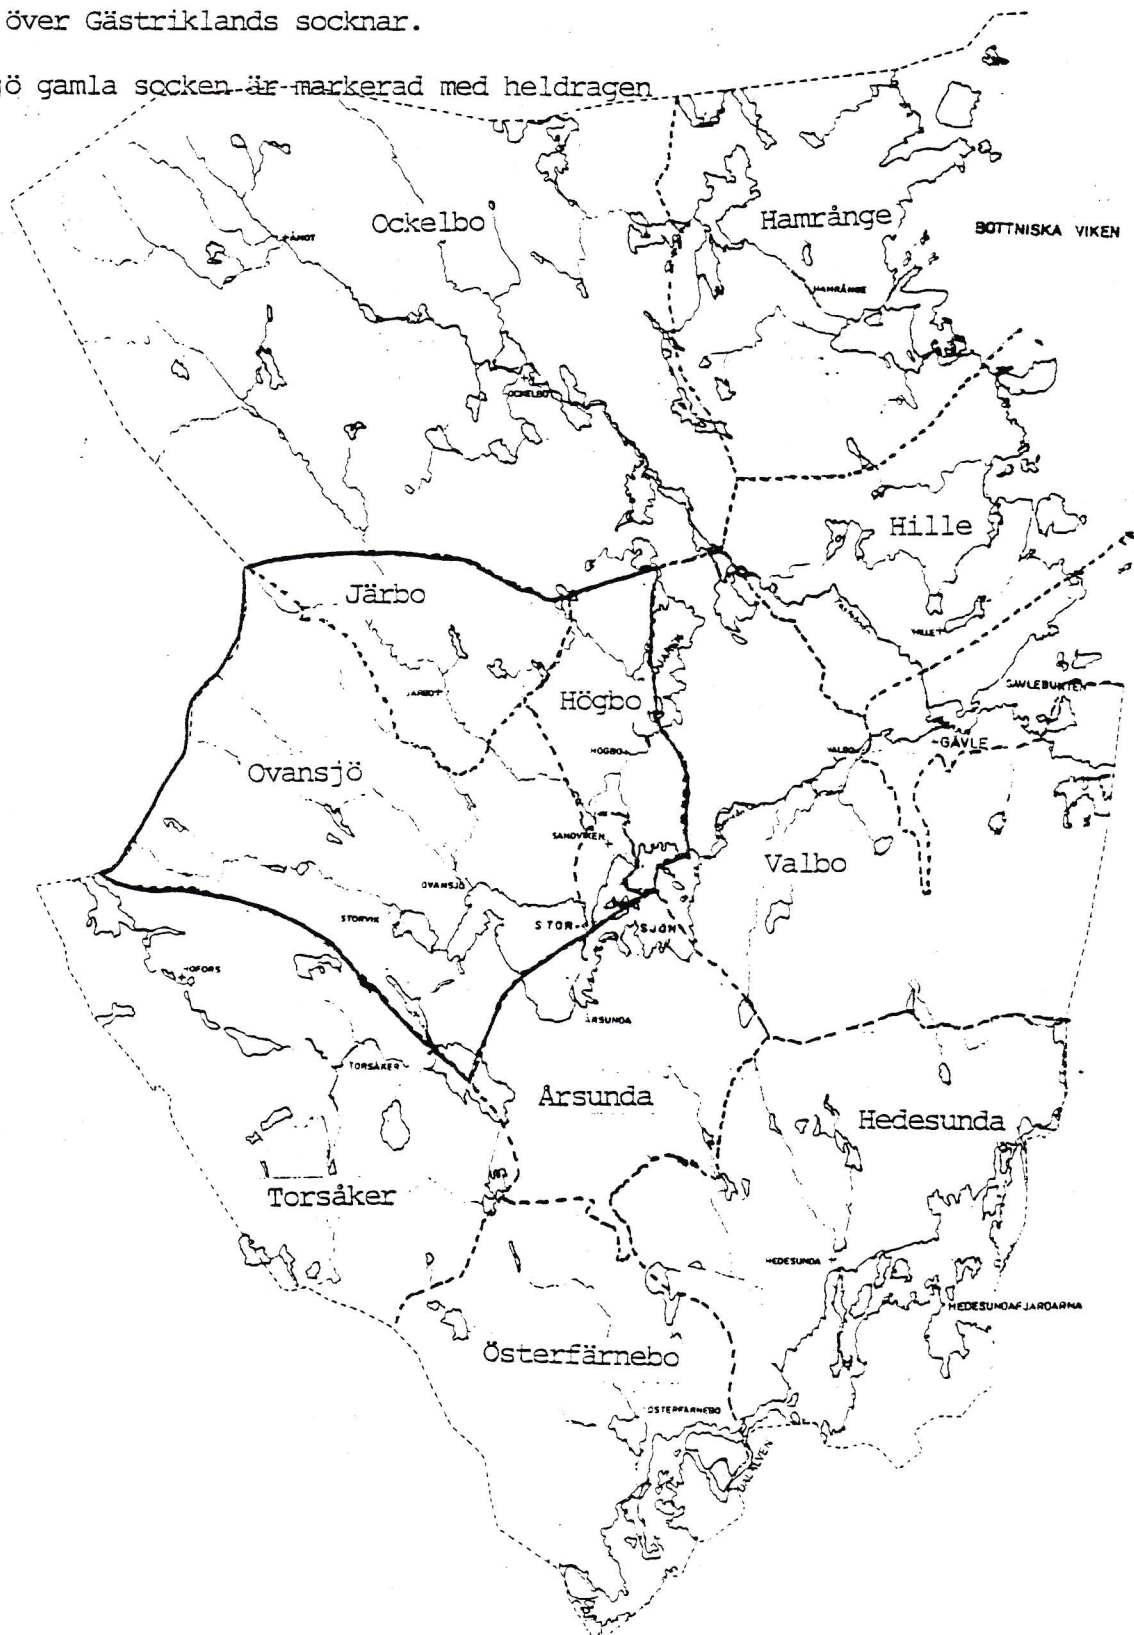 över Gästriklands socknar.
gamla socken är markerad med heldragen
Ockelbo
Hamrånge
BOTTNISKA VIKEN
ÅMOT
HAMRÅNGE
OCKELBO
Hille
Järbo
HILLE
JÄRBO
Högbo
GÄVLEBUKTEN
HÖGBO
VALBO
GÄVLE
Ovansjö
SANDVIKEN
Valbo
OVANSJÖ
STORVIK
STOR-
SJÖN
HOFORS
ÅRSUNDA
TORSÅKER
Årsunda
Hedesunda
Torsåker
HEDESUNDA
HEDESUNDAFJÄRDARNA
Österfärnebo
ÖSTERFÄRNEBO
DALÄLVEN